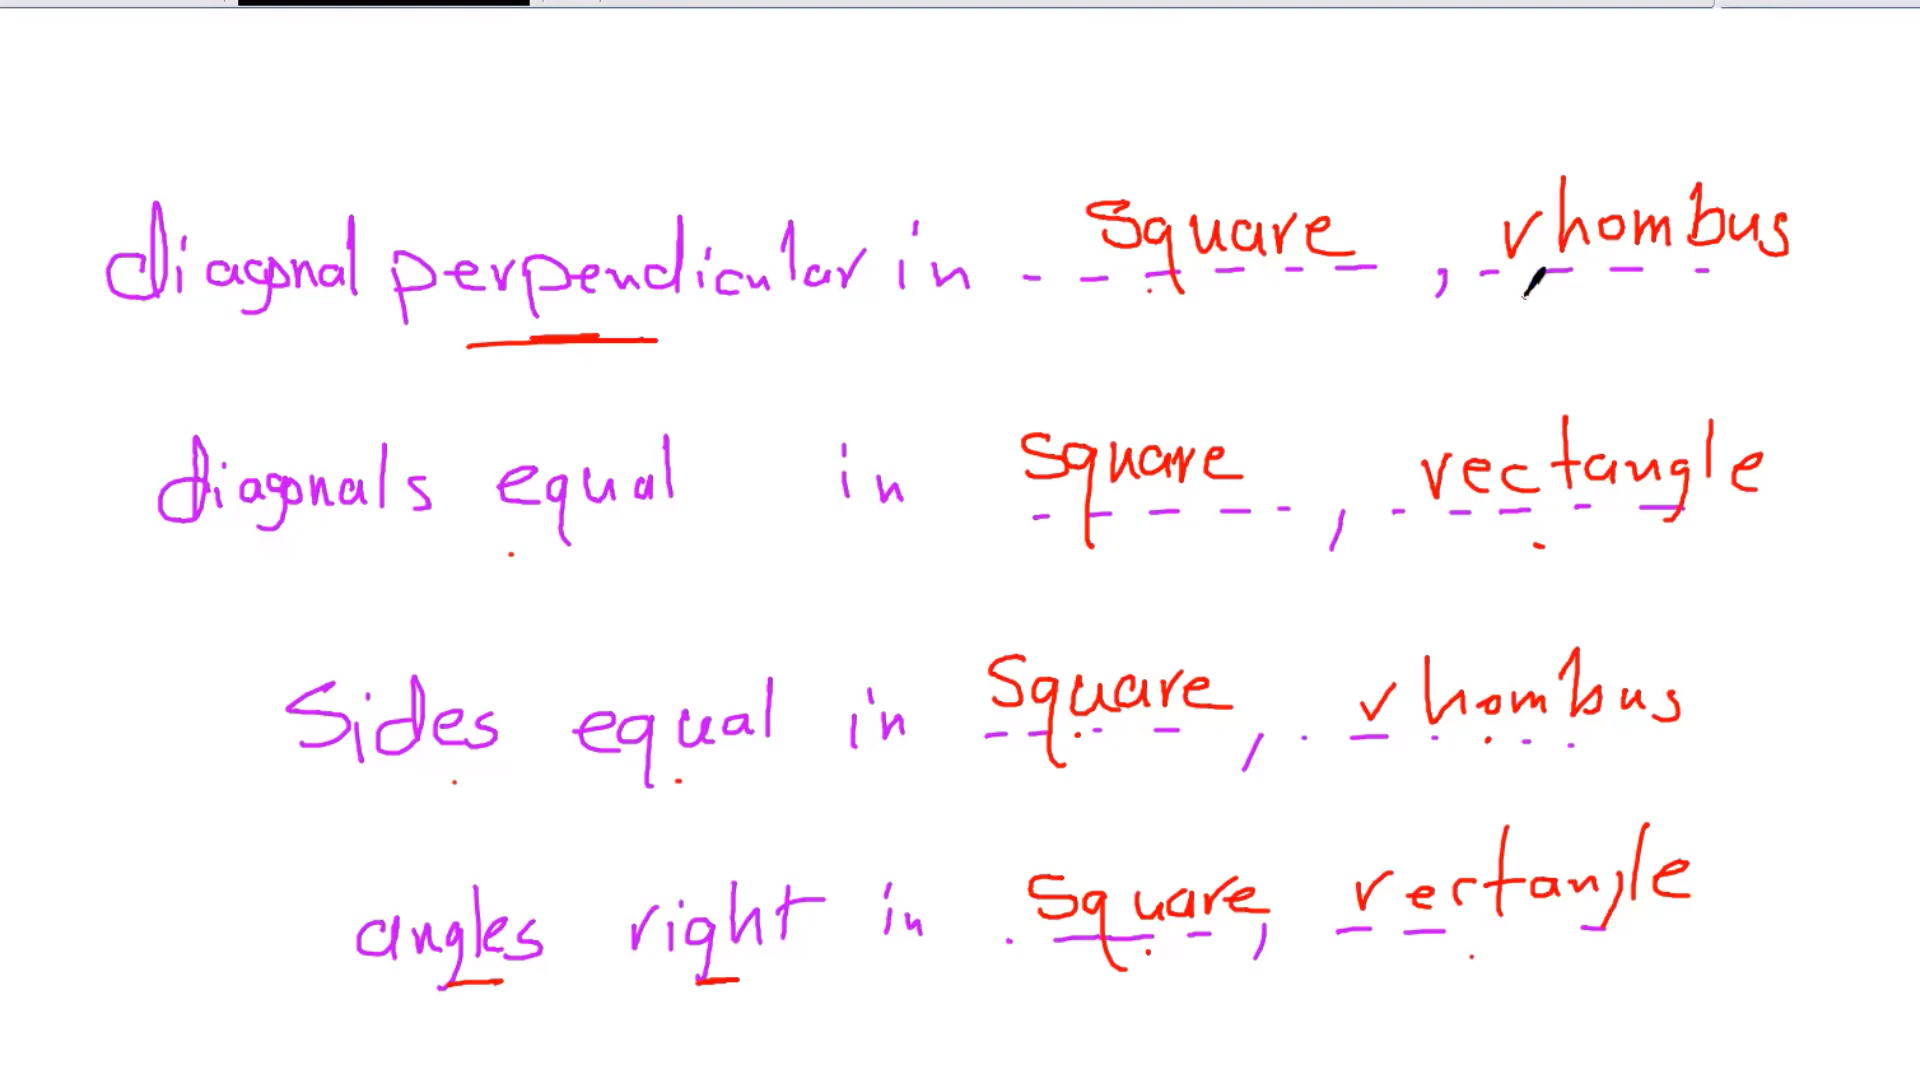 diagonal perpendicular in square , rhombus
diagonals equal in square , rectangle
Sides equal in square , rhombus
angles right in square , rectangle